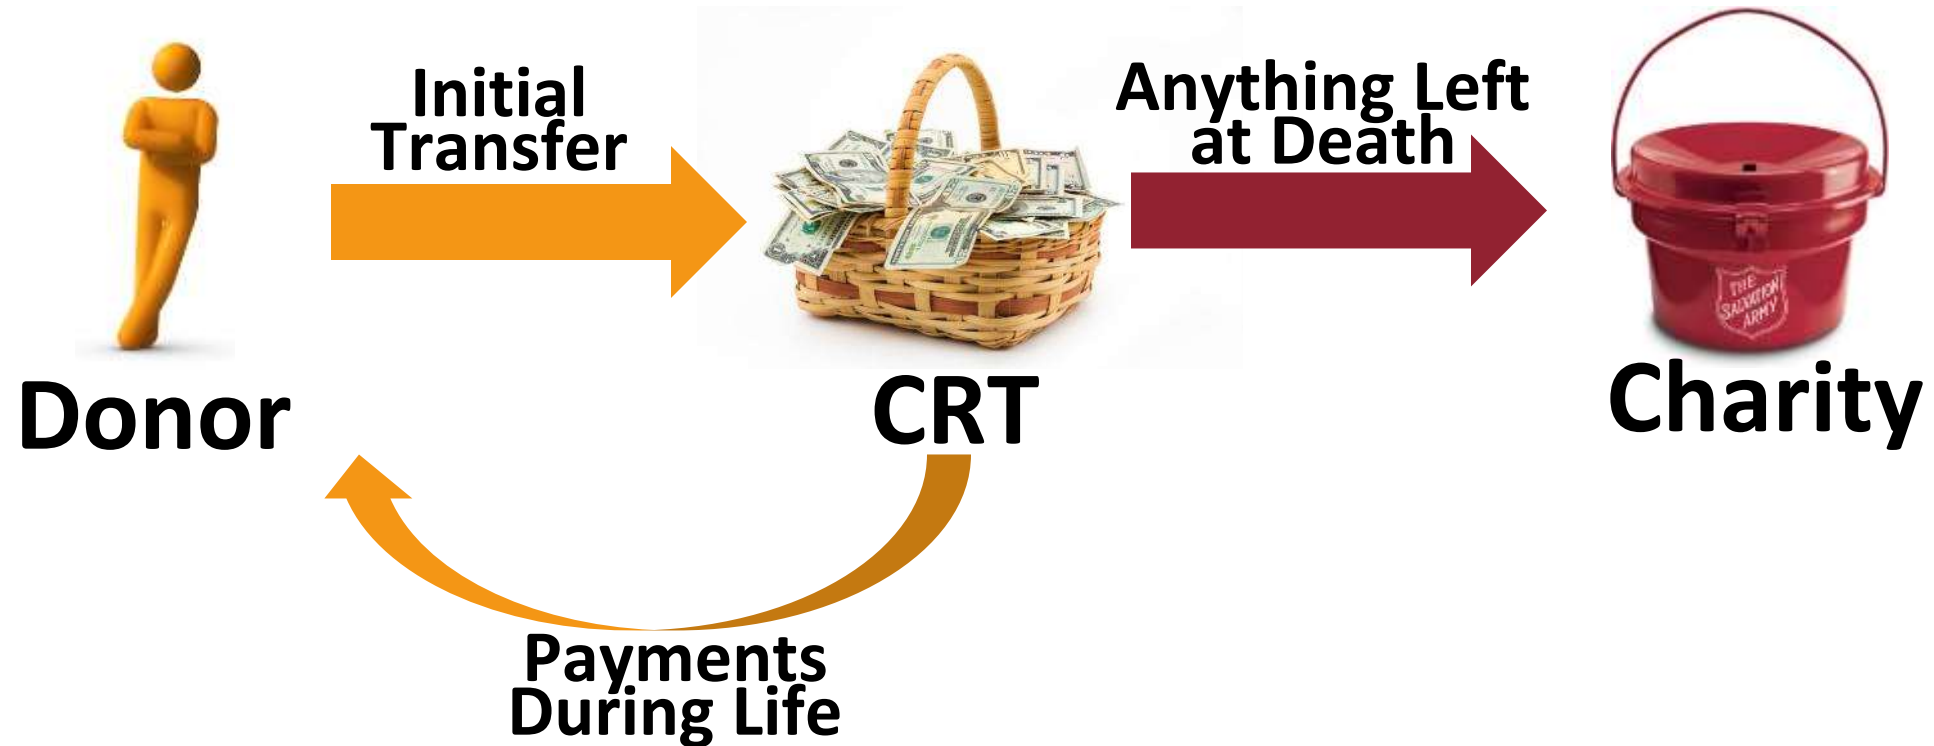 Initial
Transfer
Anything Left
at Death
THE
SALVATION
ARMY
Donor
CRT
Charity
Payments
During Life